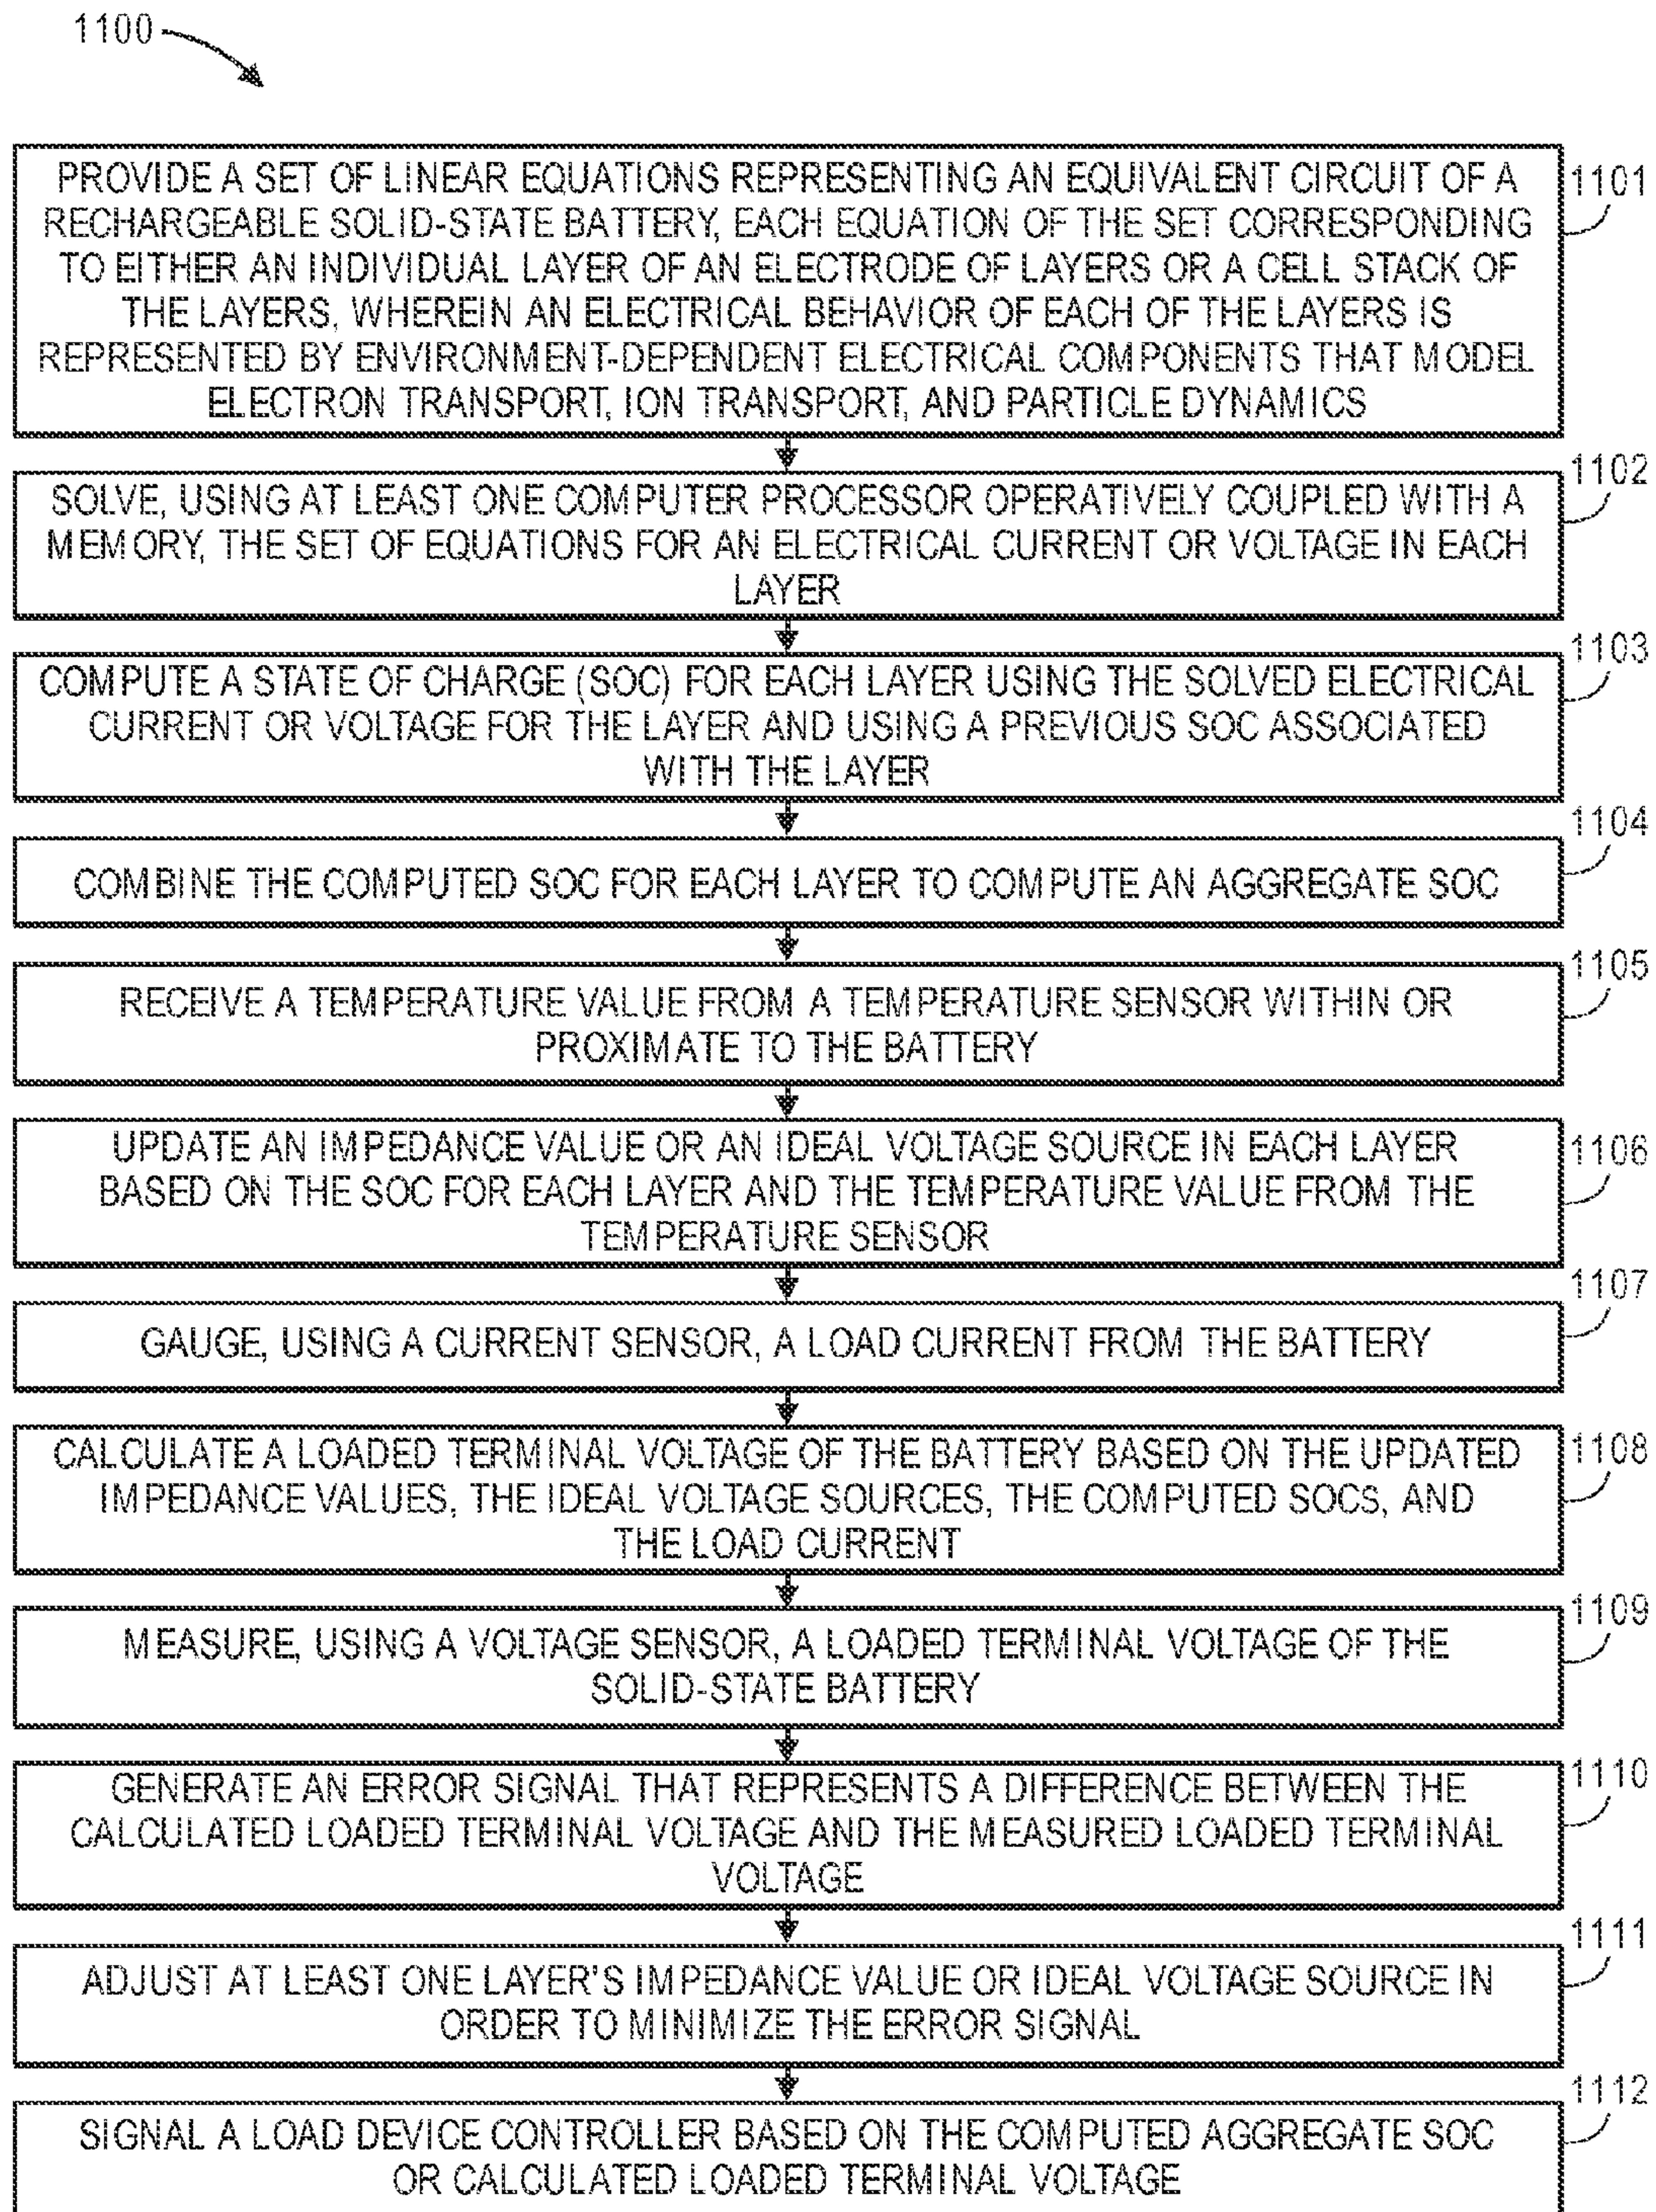 1100
PROVIDE A SET OF LINEAR EQUATIONS REPRESENTING AN EQUIVALENT CIRCUIT OF A
RECHARGEABLE SOLID-STATE BATTERY, EACH EQUATION OF THE SET CORRESPONDING
TO EITHER AN INDIVIDUAL LAYER OF AN ELECTRODE OF LAYERS OR A CELL STACK OF
THE LAYERS, WHEREIN AN ELECTRICAL BEHAVIOR OF EACH OF THE LAYERS IS
REPRESENTED BY ENVIRONMENT-DEPENDENT ELECTRICAL COMPONENTS THAT MODEL
ELECTRON TRANSPORT, ION TRANSPORT, AND PARTICLE DYNAMICS
1101
SOLVE, USING AT LEAST ONE COMPUTER PROCESSOR OPERATIVELY COUPLED WITH A
MEMORY, THE SET OF EQUATIONS FOR AN ELECTRICAL CURRENT OR VOLTAGE IN EACH
LAYER
1102
COMPUTE A STATE OF CHARGE (SOC) FOR EACH LAYER USING THE SOLVED ELECTRICAL
CURRENT OR VOLTAGE FOR THE LAYER AND USING A PREVIOUS SOC ASSOCIATED
WITH THE LAYER
1103
COMBINE THE COMPUTED SOC FOR EACH LAYER TO COMPUTE AN AGGREGATE SOC
1104
RECEIVE A TEMPERATURE VALUE FROM A TEMPERATURE SENSOR WITHIN OR
PROXIMATE TO THE BATTERY
1105
UPDATE AN IMPEDANCE VALUE OR AN IDEAL VOLTAGE SOURCE IN EACH LAYER
BASED ON THE SOC FOR EACH LAYER AND THE TEMPERATURE VALUE FROM THE
TEMPERATURE SENSOR
1106
GAUGE, USING A CURRENT SENSOR, A LOAD CURRENT FROM THE BATTERY
1107
CALCULATE A LOADED TERMINAL VOLTAGE OF THE BATTERY BASED ON THE UPDATED
IMPEDANCE VALUES, THE IDEAL VOLTAGE SOURCES, THE COMPUTED SOCS, AND
THE LOAD CURRENT
1108
MEASURE, USING A VOLTAGE SENSOR, A LOADED TERMINAL VOLTAGE OF THE
SOLID-STATE BATTERY
1109
GENERATE AN ERROR SIGNAL THAT REPRESENTS A DIFFERENCE BETWEEN THE
CALCULATED LOADED TERMINAL VOLTAGE AND THE MEASURED LOADED TERMINAL
VOLTAGE
1110
ADJUST AT LEAST ONE LAYER'S IMPEDANCE VALUE OR IDEAL VOLTAGE SOURCE IN
ORDER TO MINIMIZE THE ERROR SIGNAL
1111
SIGNAL A LOAD DEVICE CONTROLLER BASED ON THE COMPUTED AGGREGATE SOC
OR CALCULATED LOADED TERMINAL VOLTAGE
1112